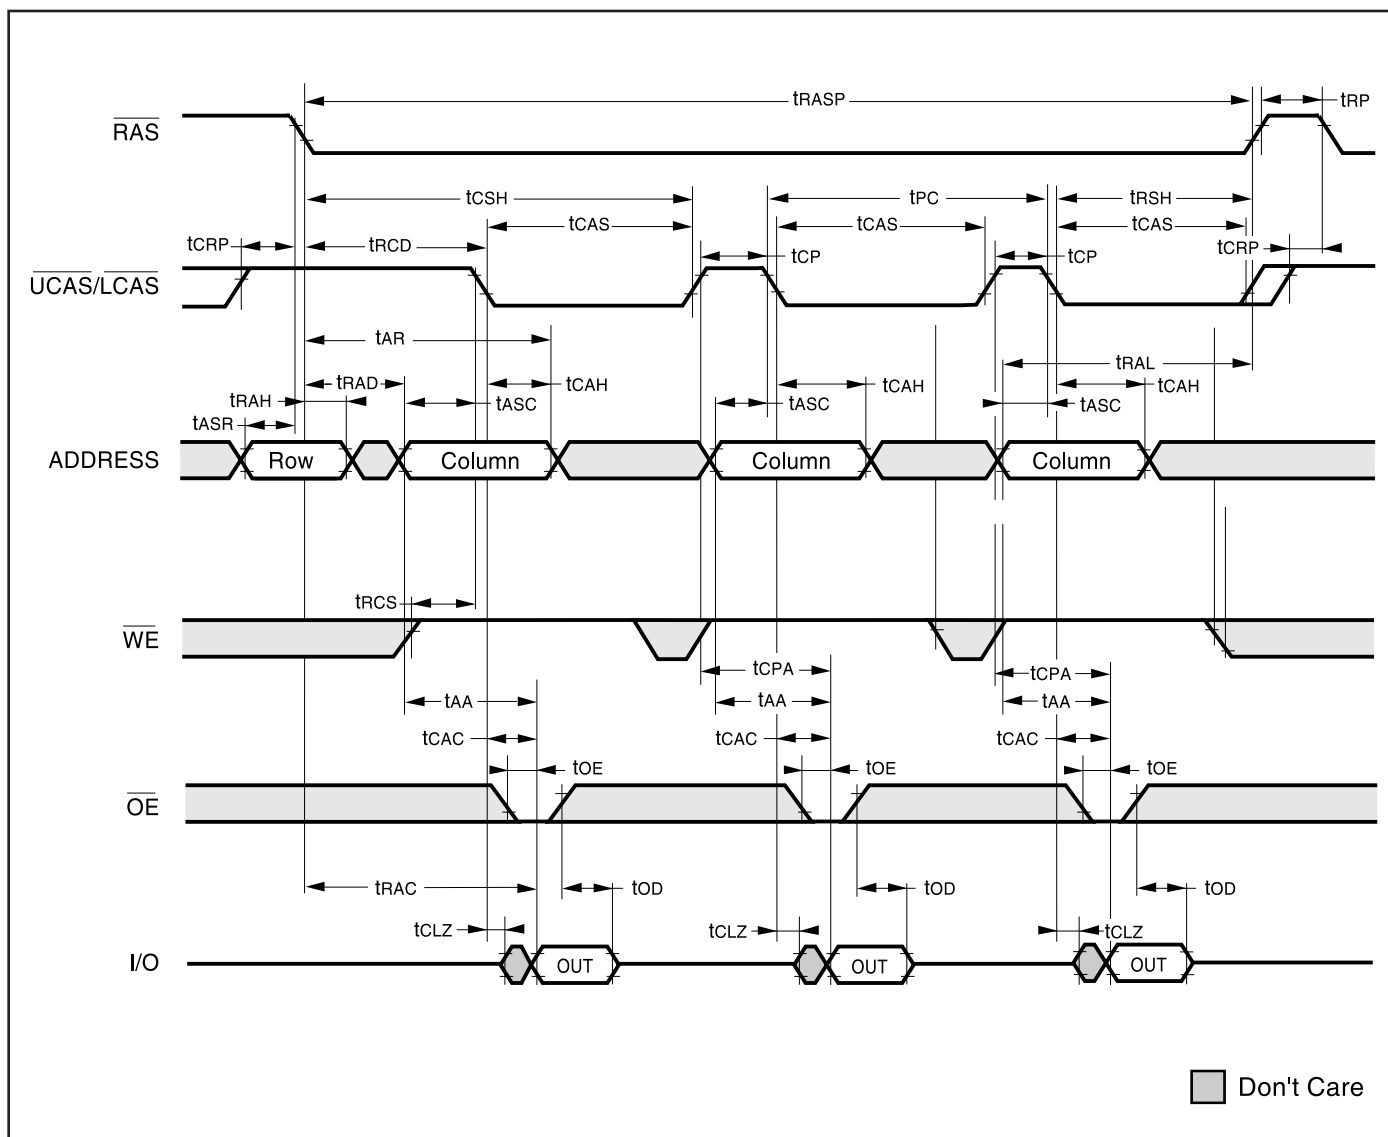 tRASP
tRP
RAS
tCSH
tPC
tRSH
tCAS
tCAS
tCAS
tCRP
tRCD
tCP
tCP
tCRP
UCAS/LCAS
tAR
tRAL
tRAD
tCAH
tCAH
tCAH
tRAH
tASC
tASC
tASC
tASR
ADDRESS
Row
Column
Column
Column
tRCS
WE
tCPA
tCPA
tAA
tAA
tAA
tCAC
tCAC
tCAC
tOE
tOE
tOE
OE
tRAC
tOD
tOD
tOD
tCLZ
tCLZ
tCLZ
I/O
OUT
OUT
OUT
Don't Care